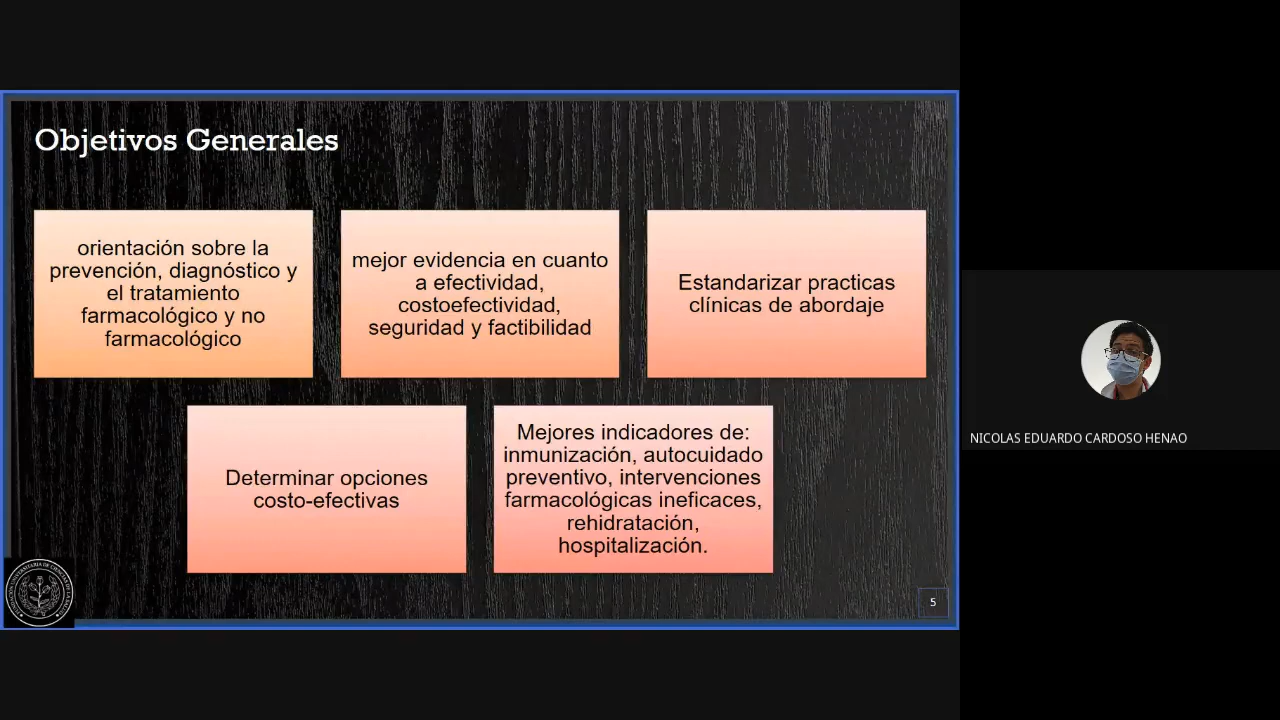 Objetivos Generales
orientación sobre la
prevención, diagnóstico y
el tratamiento
farmacológico y no
farmacológico
mejor evidencia en cuanto
a efectividad,
costoefectividad,
seguridad y factibilidad
Estandarizar practicas
clínicas de abordaje
Determinar opciones
costo-efectivas
Mejores indicadores de:
inmunización, autocuidado
preventivo, intervenciones
farmacológicas ineficaces,
rehidratación,
hospitalización.
5
NICOLAS EDUARDO CARDOSO HENAO